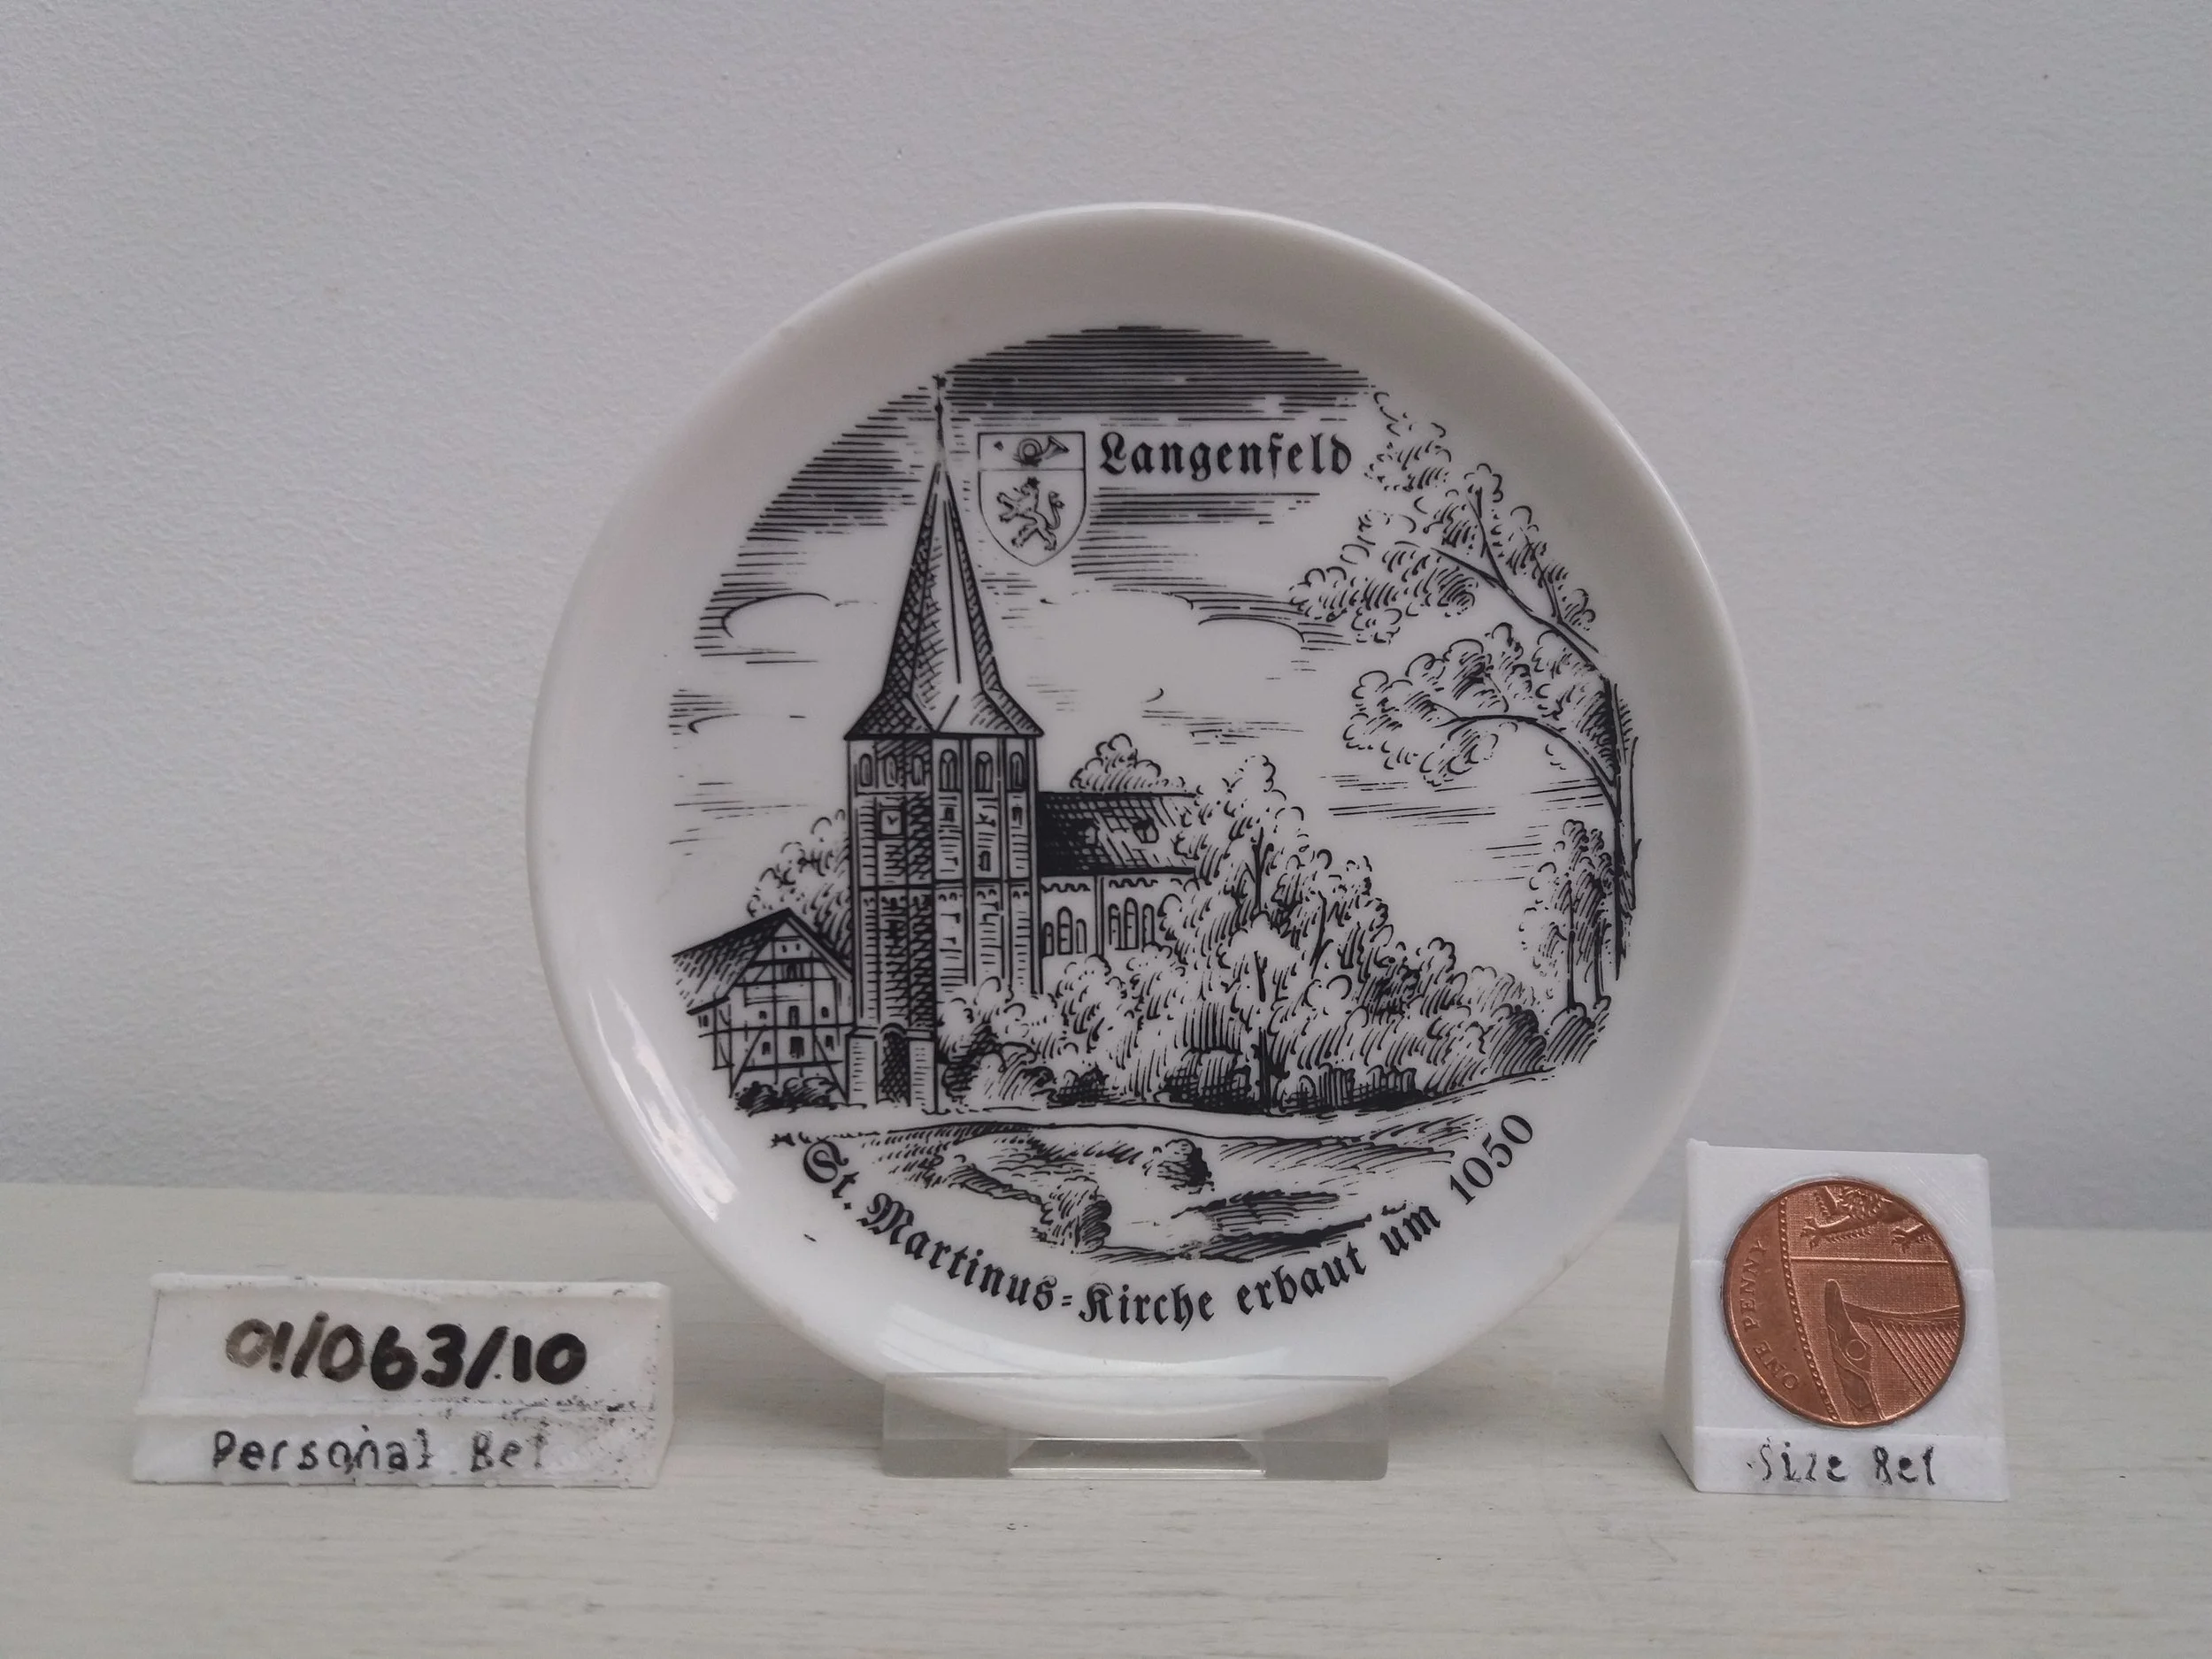 Langenfeld
St. Martinus=Kirche erbaut um 1050
01/063/10
Personal Ref
ONE PENNY
Size Ref